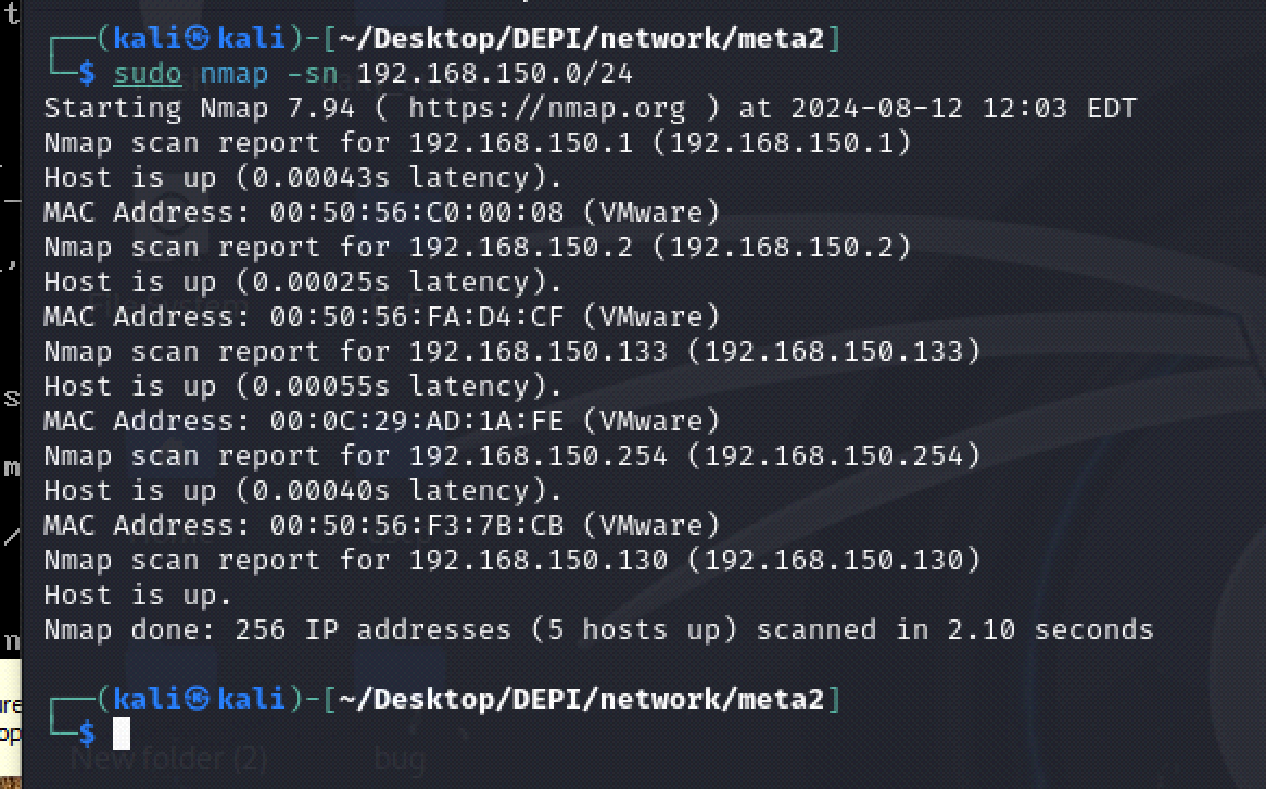 ┌──(kali㉿kali)-[~/Desktop/DEPI/network/meta2]
└─$ sudo nmap -sn 192.168.150.0/24
Starting Nmap 7.94 ( https://nmap.org ) at 2024-08-12 12:03 EDT
Nmap scan report for 192.168.150.1 (192.168.150.1)
Host is up (0.00043s latency).
MAC Address: 00:50:56:C0:00:08 (VMware)
Nmap scan report for 192.168.150.2 (192.168.150.2)
Host is up (0.00025s latency).
MAC Address: 00:50:56:FA:D4:CF (VMware)
Nmap scan report for 192.168.150.133 (192.168.150.133)
Host is up (0.00055s latency).
MAC Address: 00:0C:29:AD:1A:FE (VMware)
Nmap scan report for 192.168.150.254 (192.168.150.254)
Host is up (0.00040s latency).
MAC Address: 00:50:56:F3:7B:CB (VMware)
Nmap scan report for 192.168.150.130 (192.168.150.130)
Host is up.
Nmap done: 256 IP addresses (5 hosts up) scanned in 2.10 seconds
┌──(kali㉿kali)-[~/Desktop/DEPI/network/meta2]
└─$
New folder (2) bug